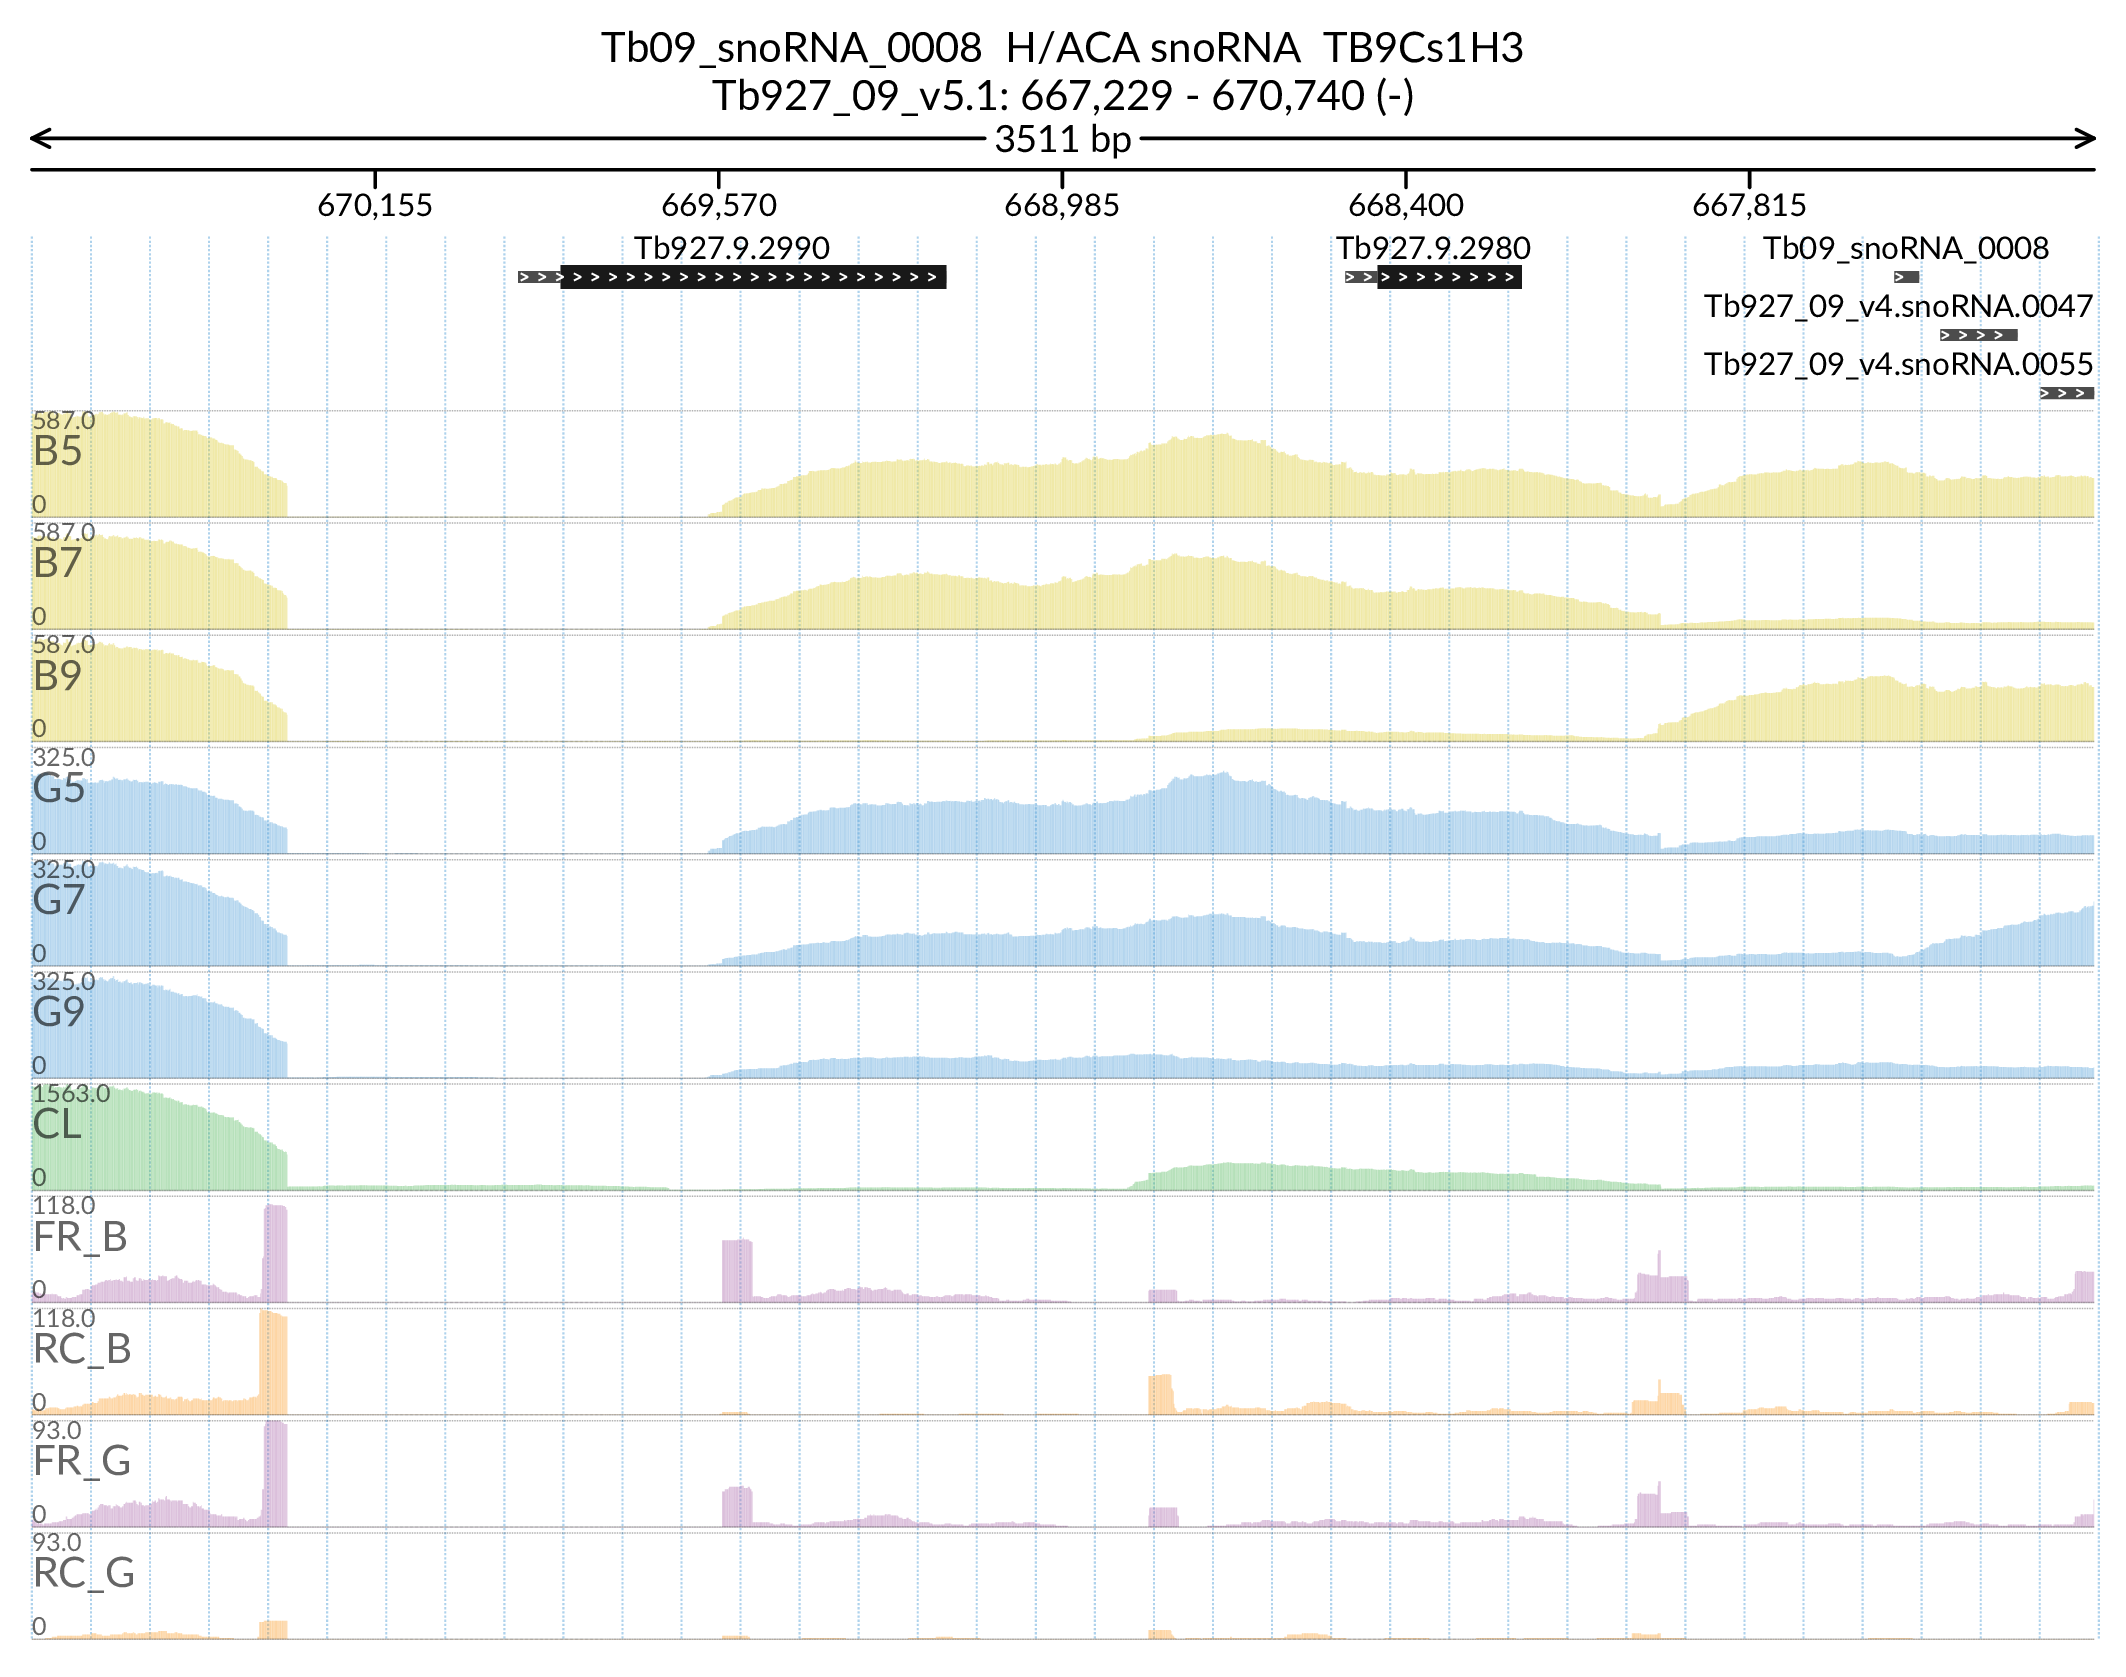 Tb09_snoRNA_0008 H/ACA snoRNA TB9Cs1H3
Tb927_09_v5.1: 667,229 - 670,740 (-)
3511 bp
670,155 669,570 668,985 668,400 667,815
Tb927.9.2990 Tb927.9.2980 Tb09_snoRNA_0008
Tb927_09_v4.snoRNA.0047
Tb927_09_v4.snoRNA.0055
587.0
B5
0
587.0
B7
0
587.0
B9
0
325.0
G5
0
325.0
G7
0
325.0
G9
0
1563.0
CL
0
118.0
FR_B
0
118.0
RC_B
0
93.0
FR_G
0
93.0
RC_G
0